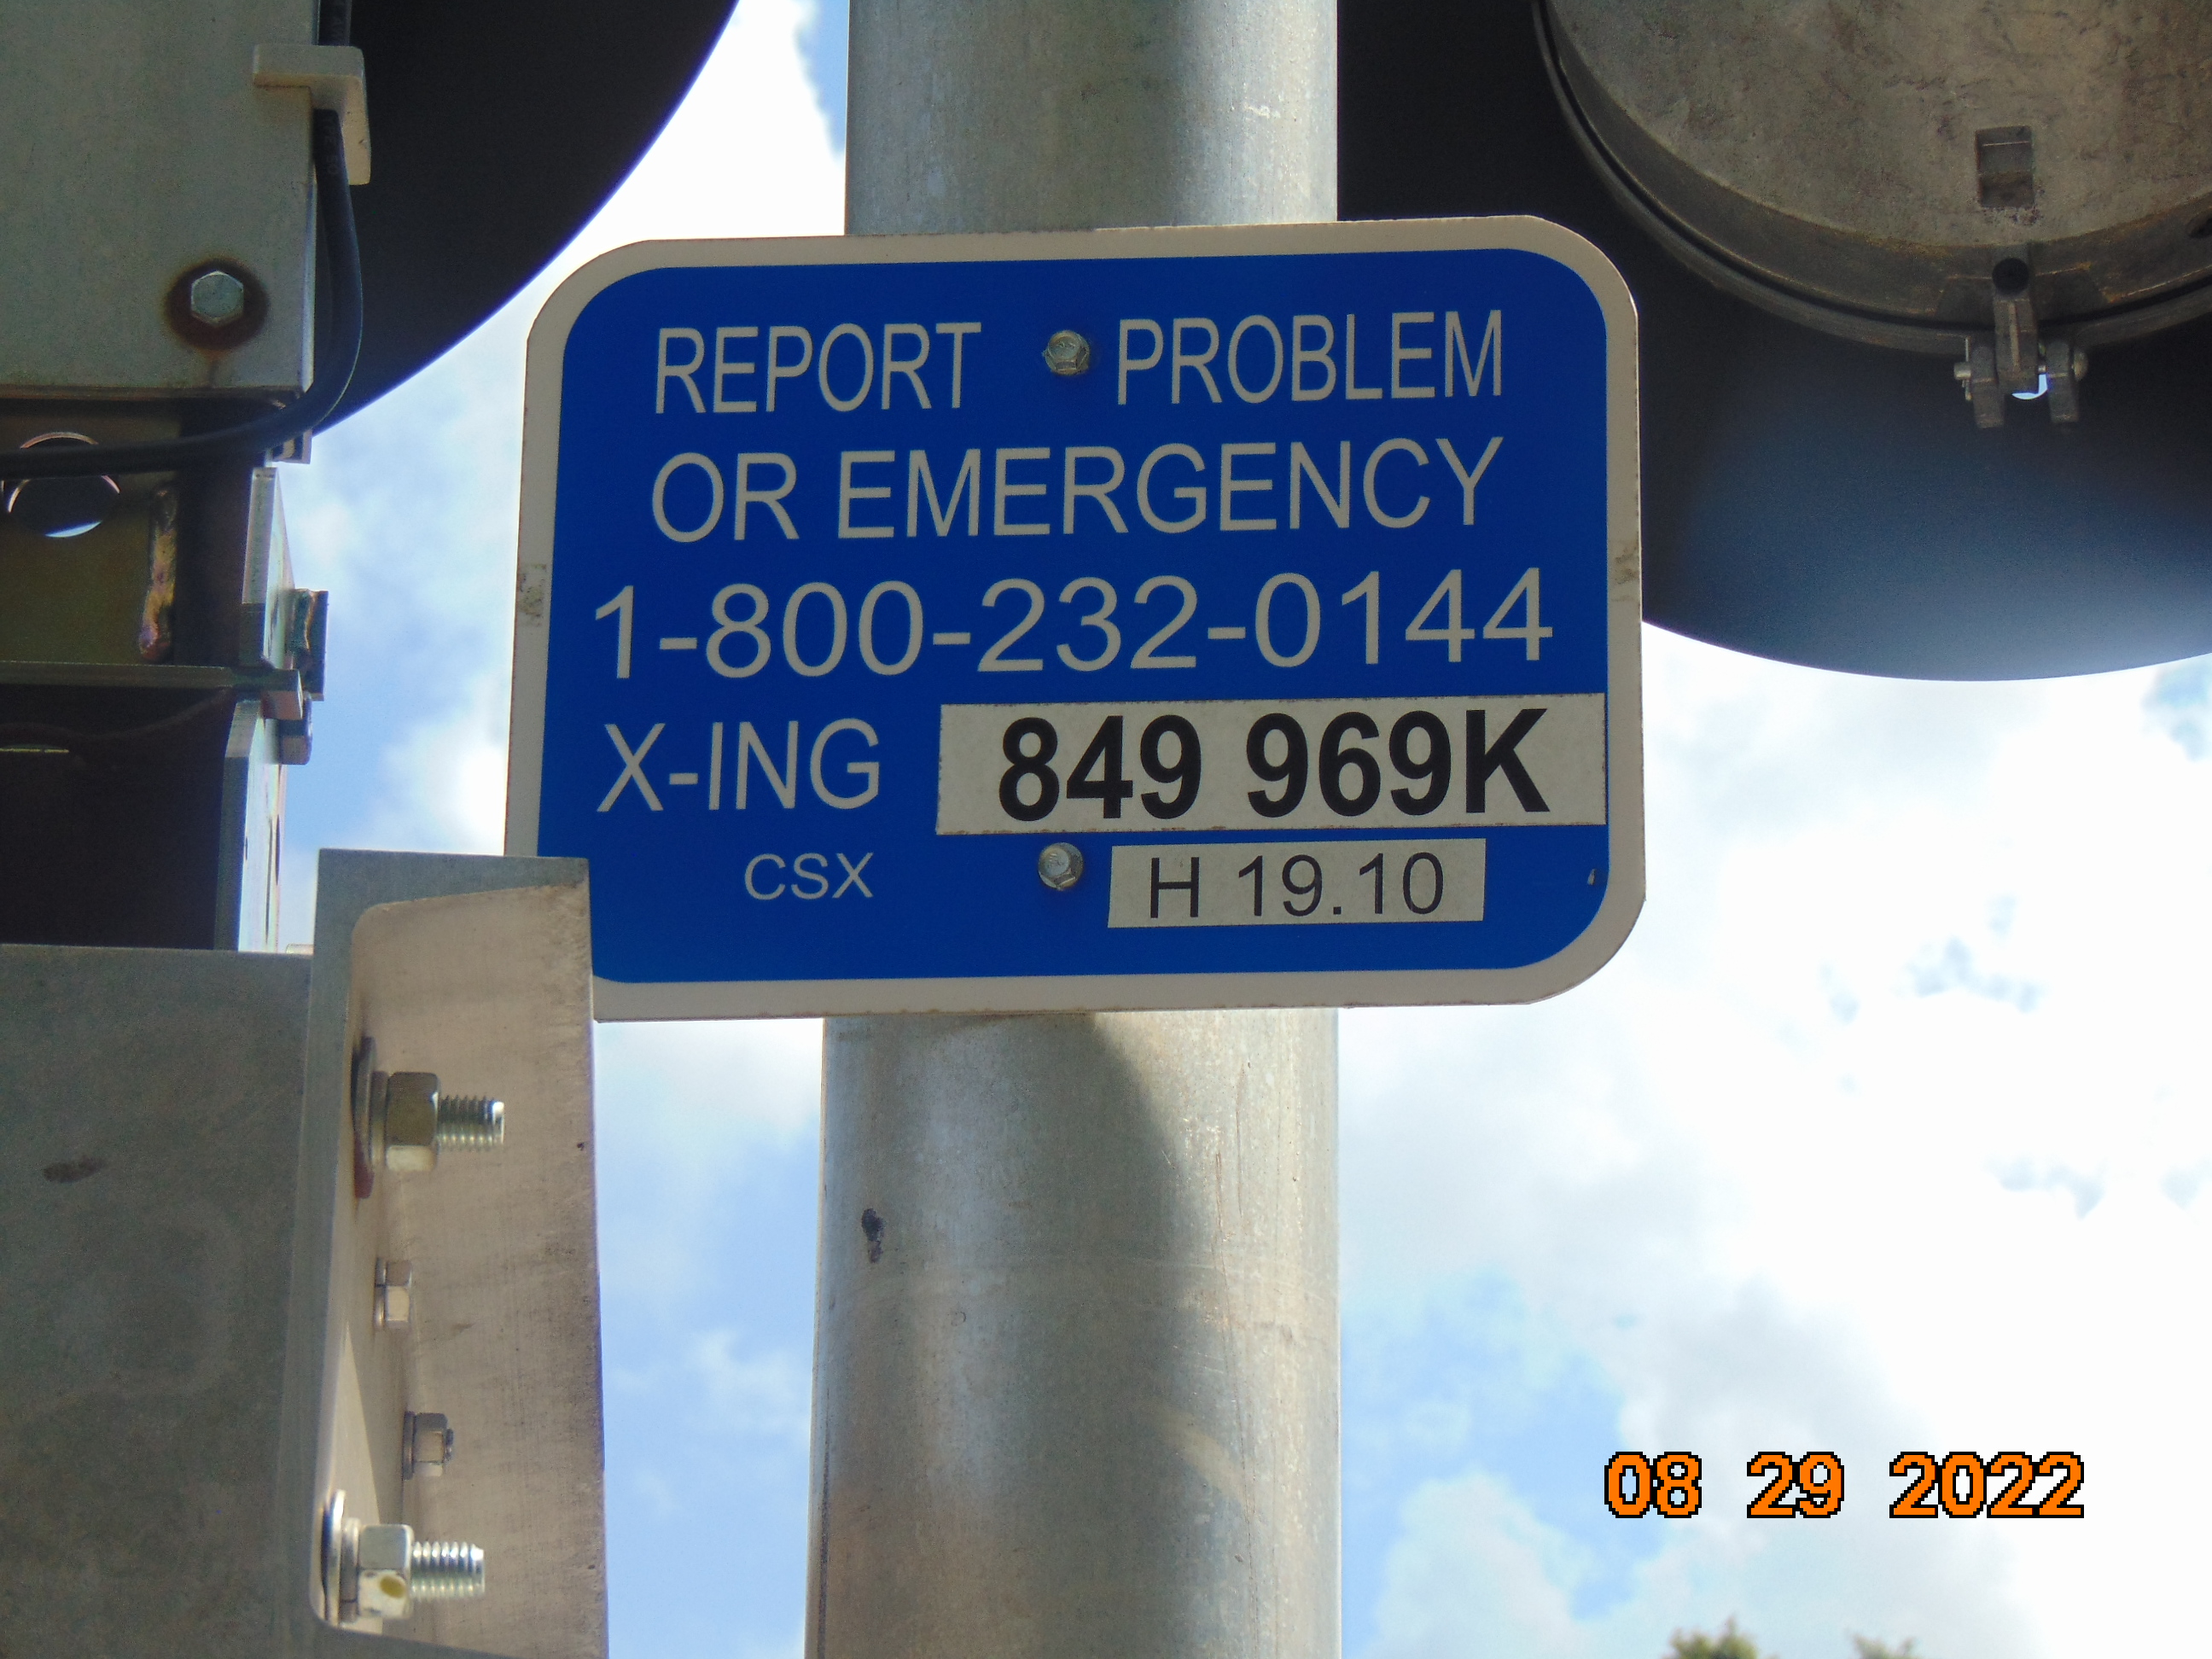 REPORT PROBLEM
OR EMERGENCY
1-800-232-0144
X-ING 849 969K
CSX H 19.10
08 29 2022